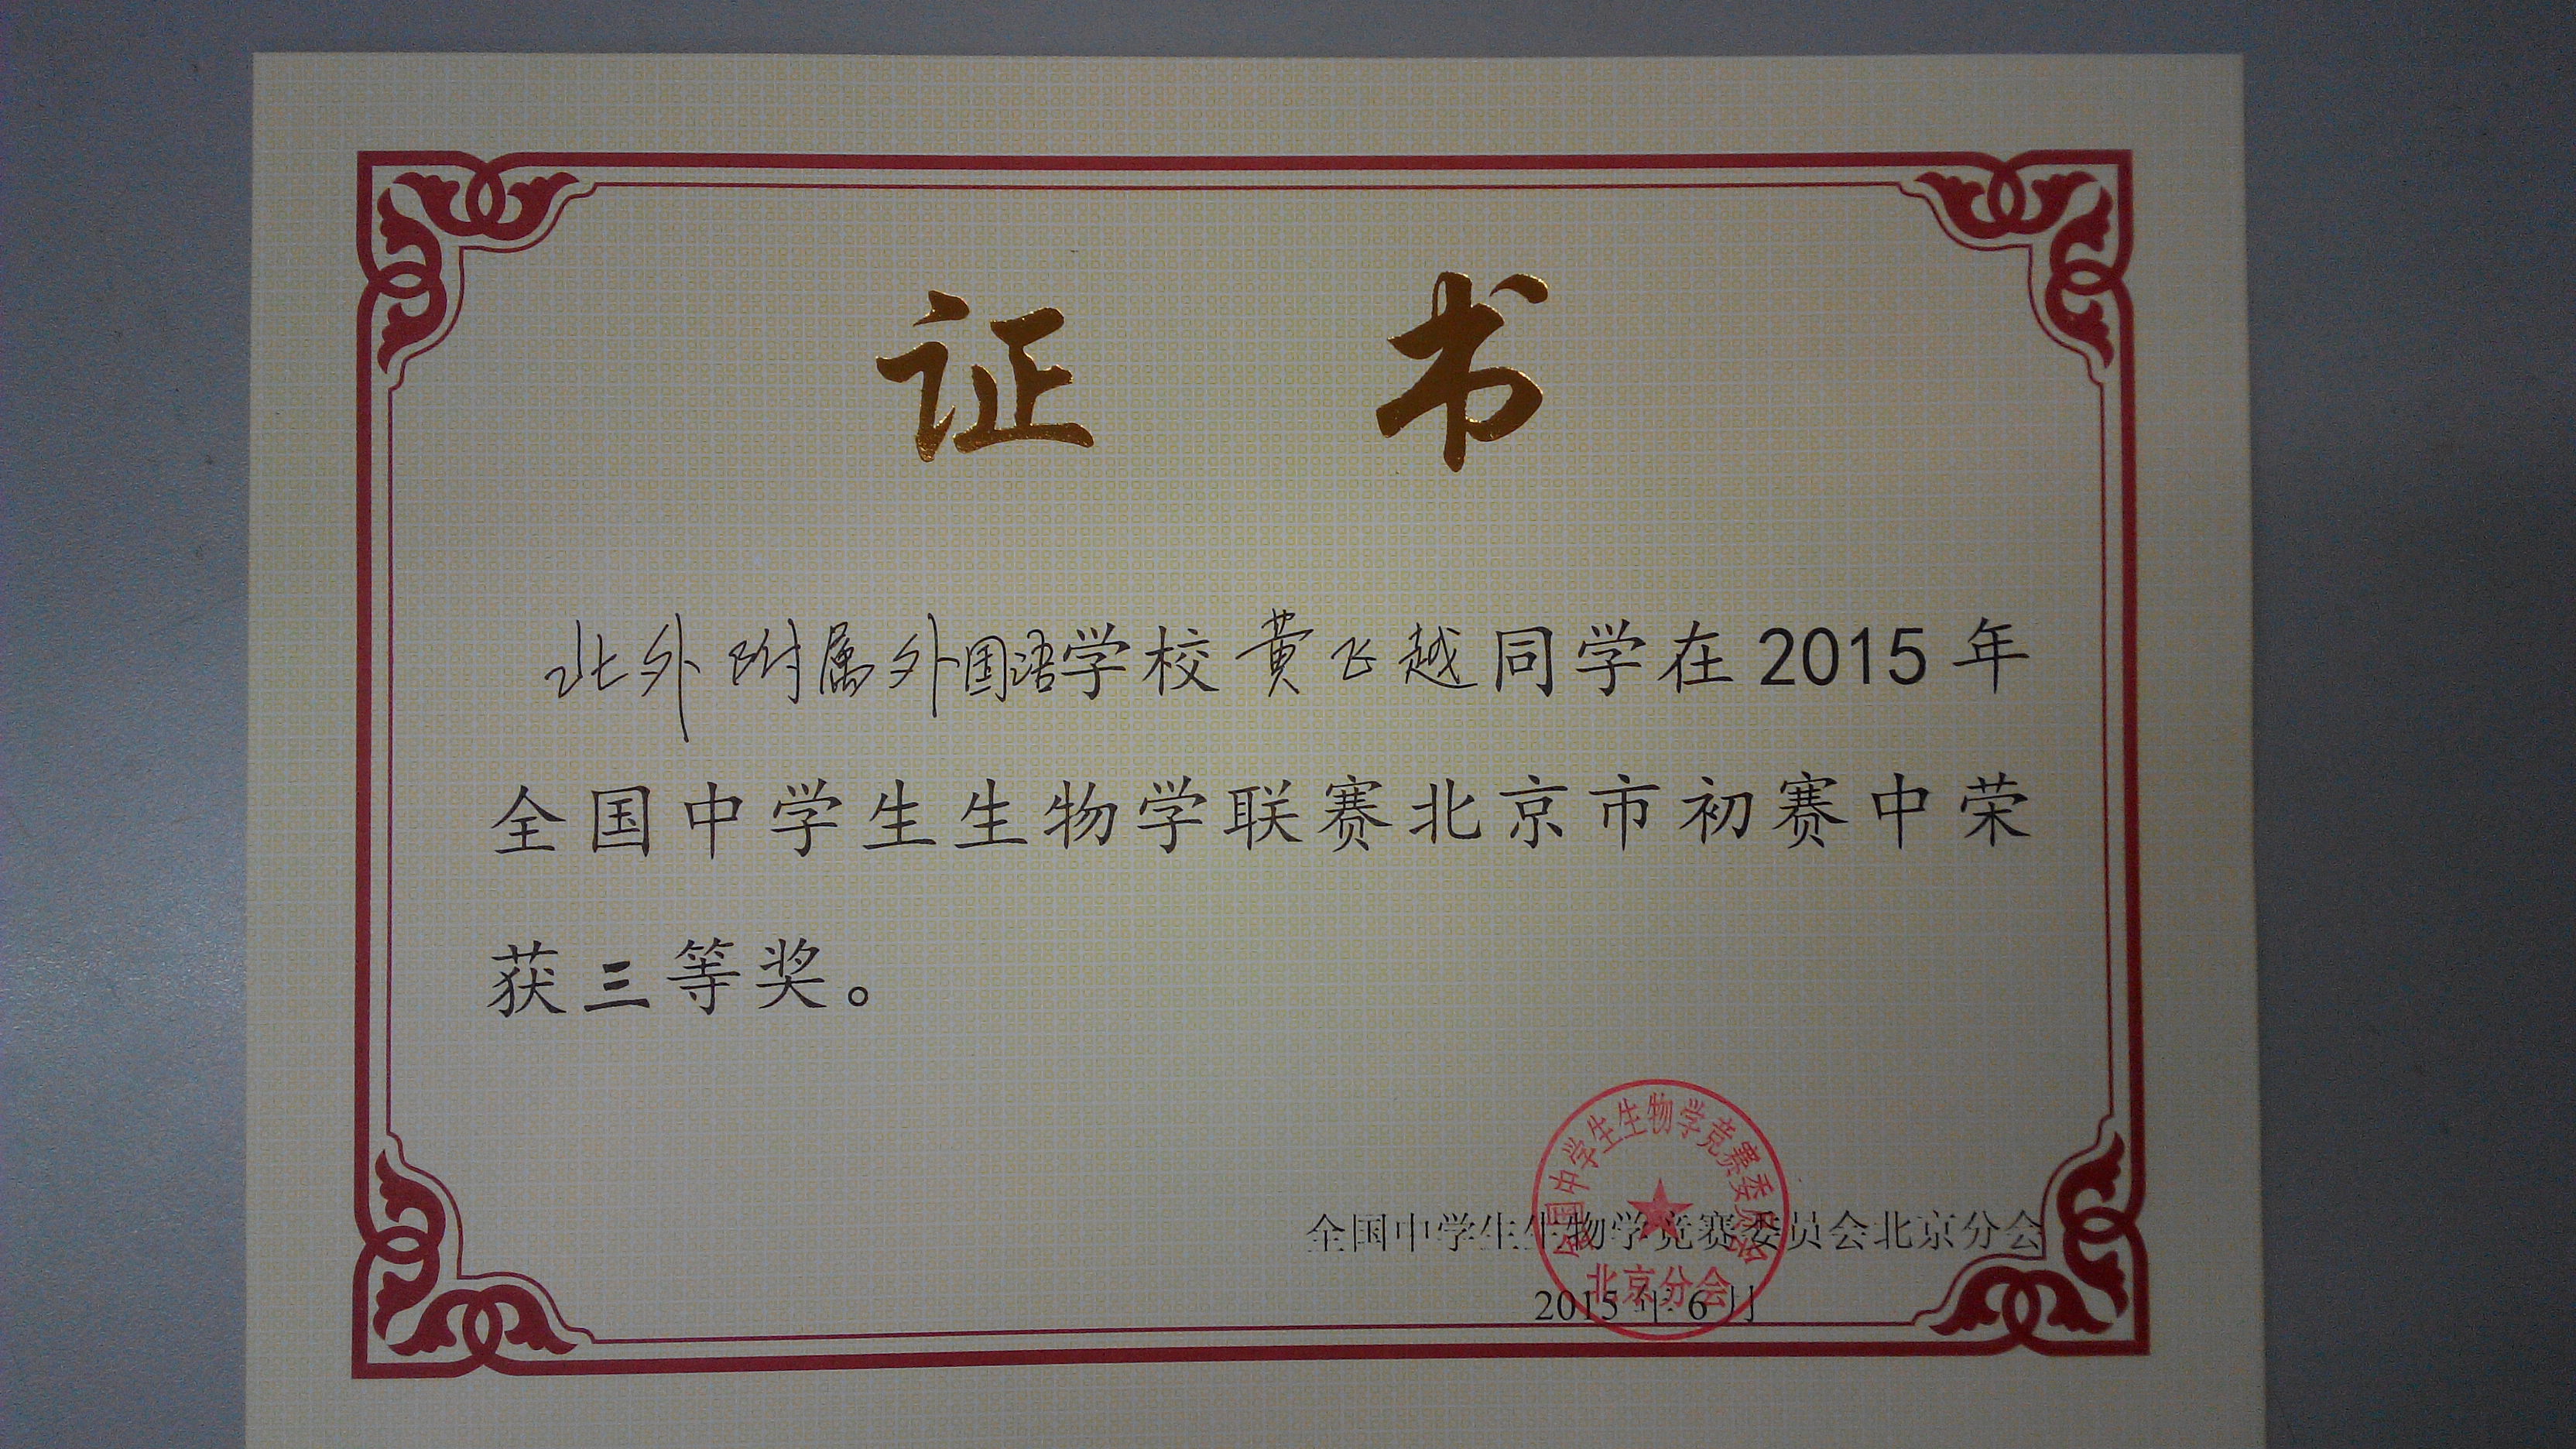 证书
北外附属外国语学校黄飞越同学在2015年
全国中学生生物学联赛北京市初赛中荣
获三等奖。
全国中学生生物学竞赛委员会
北京分会
全国中学生生物学竞赛委员会北京分会
2015年6月